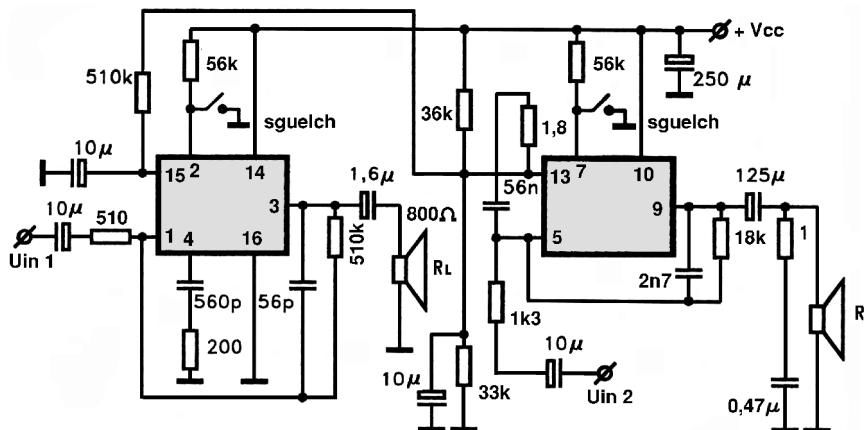 + Vcc
56k
510k
sguelch
36k
1,8
56k
sguelch
250 μ
10μ
15
2
14
3
1,6μ
800Ω
56n
13
7
10
9
125μ
10μ
510
1
4
16
510k
RL
5
18k
1
Uin 1
560p
56p
2n7
R
200
1k3
10μ
10μ
33k
Uin 2
0,47μ